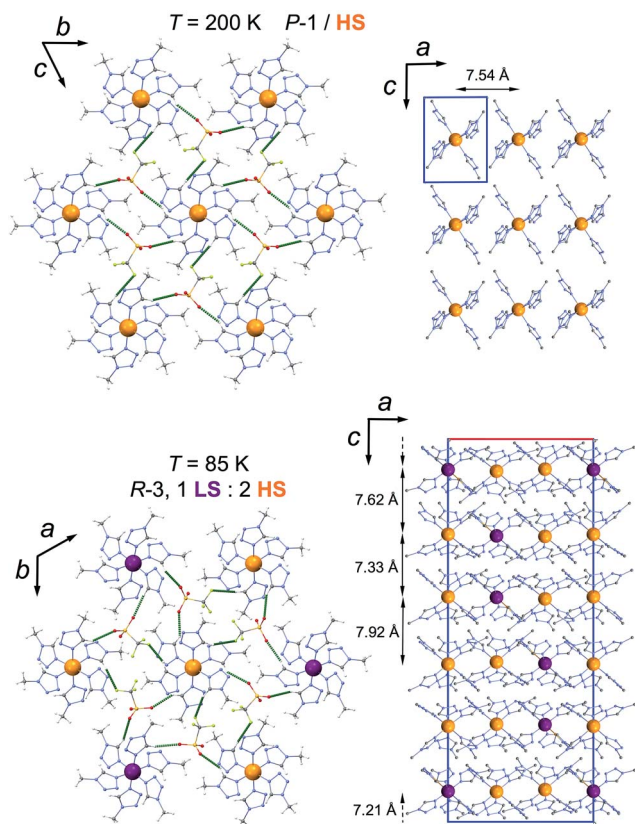 b
c
T = 200 K P-1 / HS
a
c
7.54 Å
T = 85 K
R-3, 1 LS : 2 HS
a
b
a
c
7.62 Å
7.33 Å
7.92 Å
7.21 Å